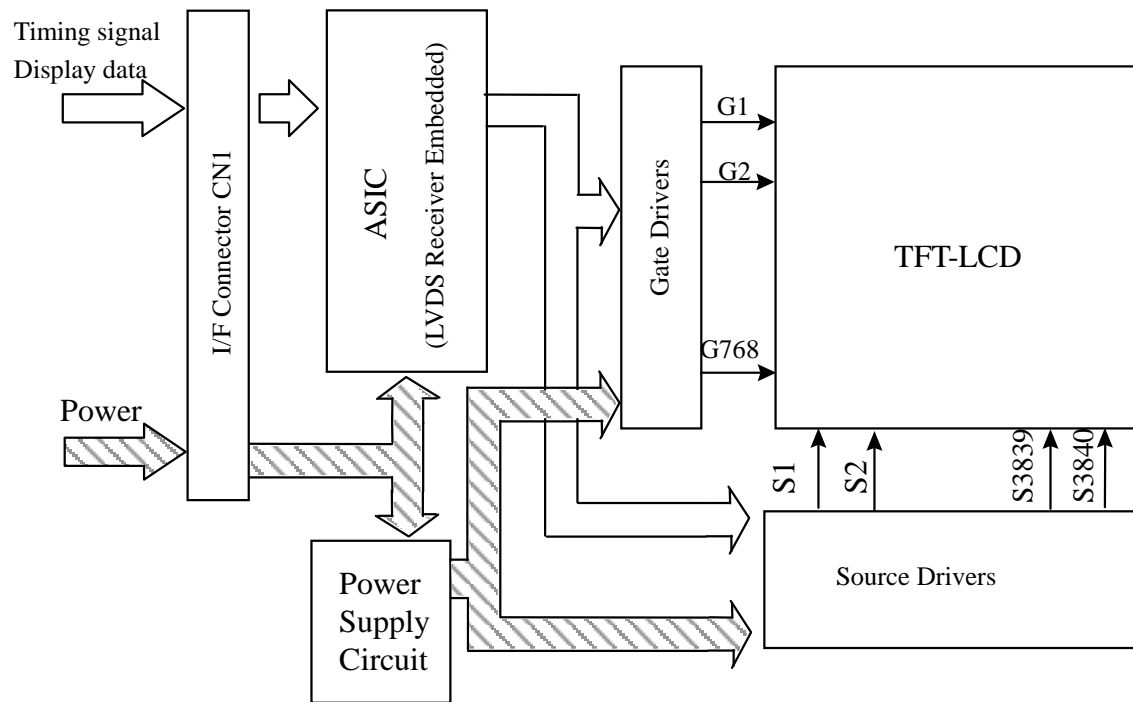 Timing signal
Display data
I/F Connector CN1
ASIC
(LVDS Receiver Embedded)
Gate Drivers
G1
G2
G768
TFT-LCD
Power
S1
S2
S3839
S3840
Power
Supply
Circuit
Source Drivers